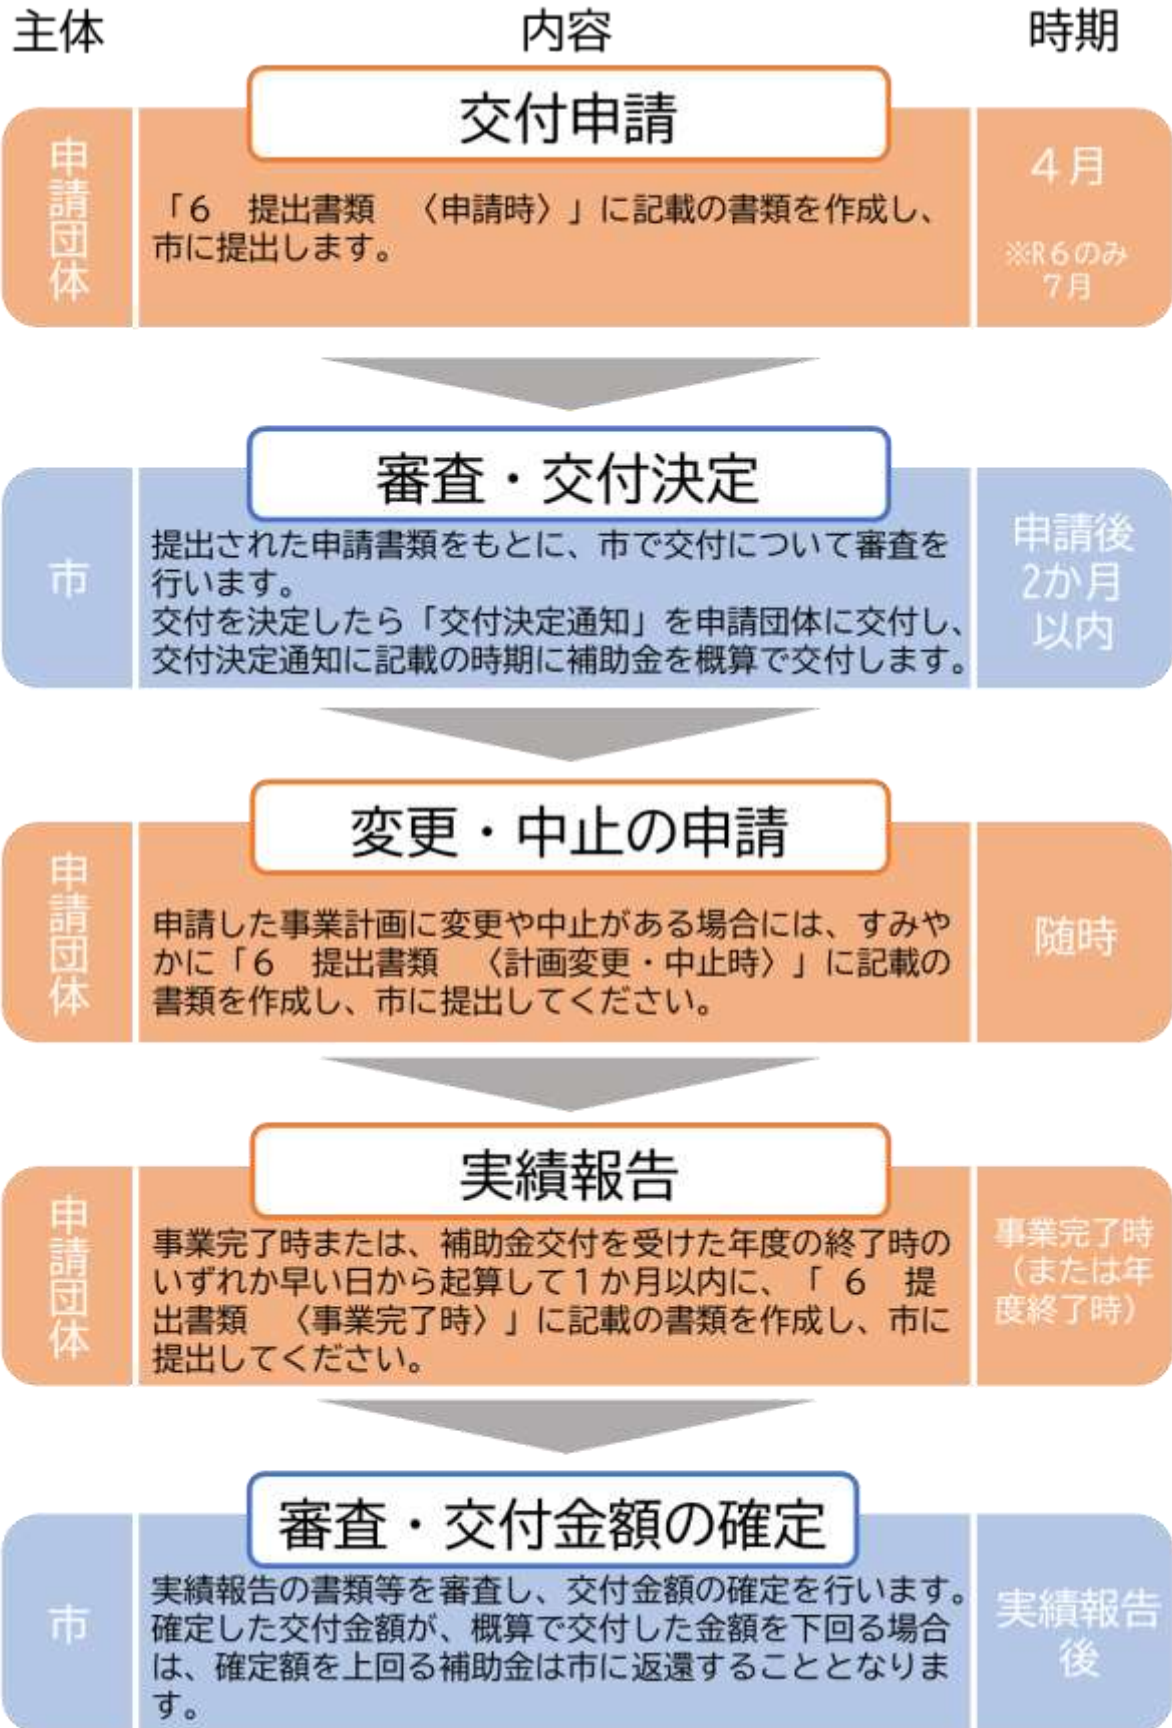 主体
内容
時期
交付申請
申請団体
「６　提出書類　〈申請時〉」に記載の書類を作成し、
市に提出します。
４月
※R６のみ
７月
審査・交付決定
市
提出された申請書類をもとに、市で交付について審査を
行います。
交付を決定したら「交付決定通知」を申請団体に交付し、
交付決定通知に記載の時期に補助金を概算で交付します。
申請後
2か月
以内
変更・中止の申請
申請団体
申請した事業計画に変更や中止がある場合には、すみや
かに「６　提出書類　〈計画変更・中止時〉」に記載の
書類を作成し、市に提出してください。
随時
実績報告
申請団体
事業完了時または、補助金交付を受けた年度の終了時の
いずれか早い日から起算して１か月以内に、「 ６　提
出書類　〈事業完了時〉」に記載の書類を作成し、市に
提出してください。
事業完了時
（または年
度終了時）
審査・交付金額の確定
市
実績報告の書類等を審査し、交付金額の確定を行います。
確定した交付金額が、概算で交付した金額を下回る場合
は、確定額を上回る補助金は市に返還することとなりま
す。
実績報告
後